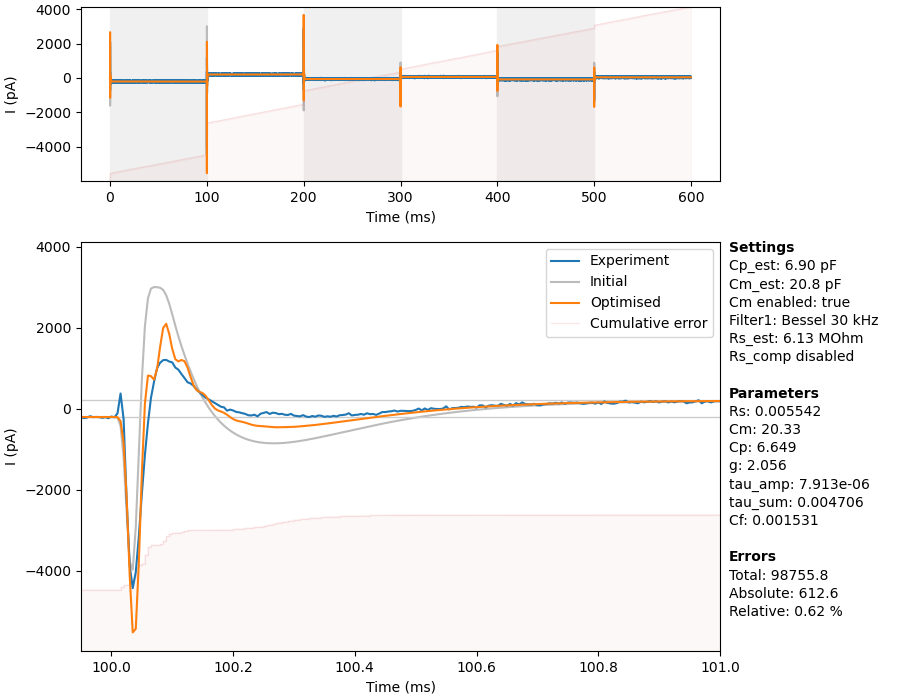 4000
2000
0
−2000
−4000
I (pA)
0
100
200
300
400
500
600
Time (ms)
4000
2000
0
−2000
−4000
I (pA)
100.0
100.2
100.4
100.6
100.8
101.0
Time (ms)
Experiment
Initial
Optimised
Cumulative error
Settings
Cp_est: 6.90 pF
Cm_est: 20.8 pF
Cm enabled: true
Filter1: Bessel 30 kHz
Rs_est: 6.13 MOhm
Rs_comp disabled
Parameters
Rs: 0.005542
Cm: 20.33
Cp: 6.649
g: 2.056
tau_amp: 7.913e-06
tau_sum: 0.004706
Cf: 0.001531
Errors
Total: 98755.8
Absolute: 612.6
Relative: 0.62 %